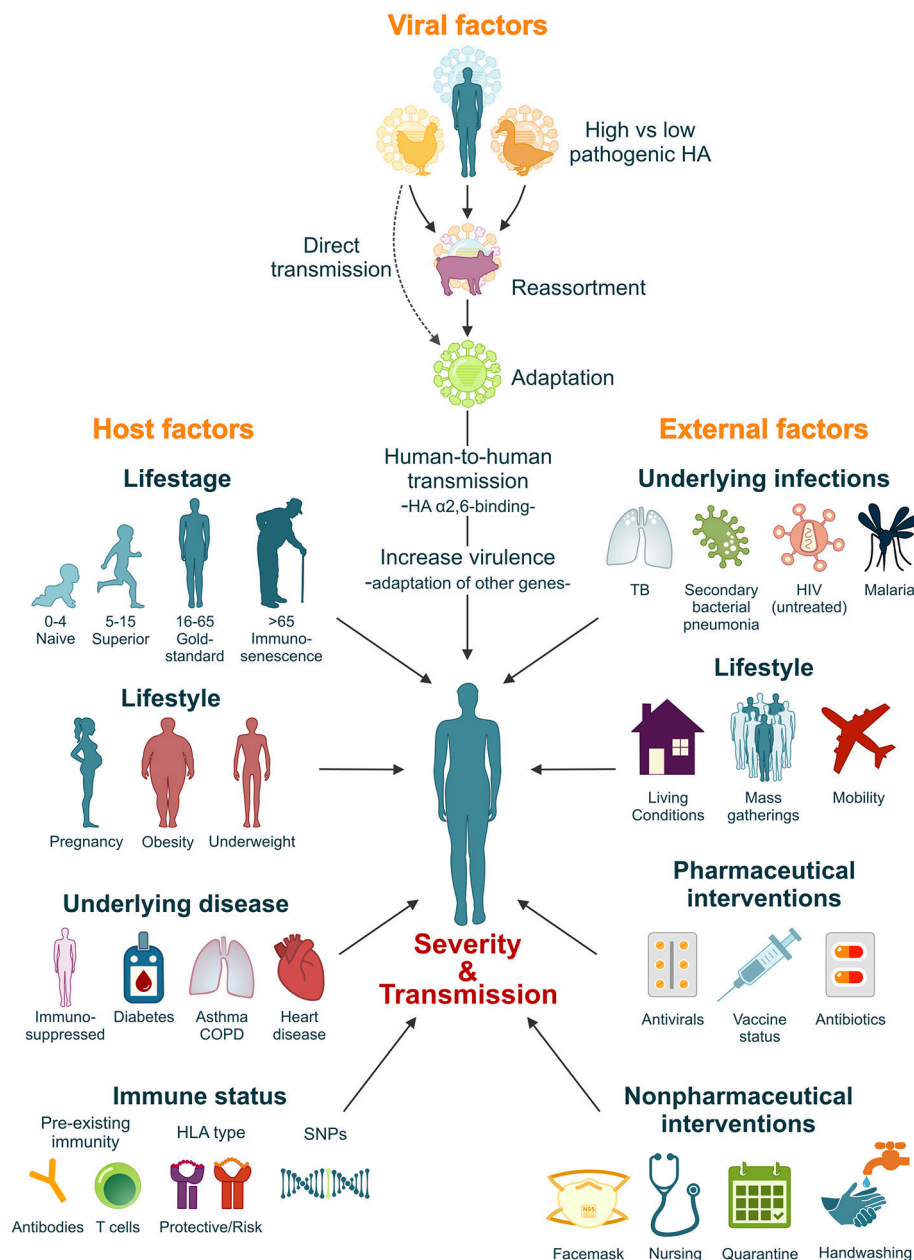 Viral factors
High vs low
pathogenic HA
Direct
transmission
Reassortment
Adaptation
Human-to-human
transmission
-HA α2,6-binding-
Increase virulence
-adaptation of other genes-
Host factors
Lifestage
0-4
Naive
5-15
Superior
16-65
Gold-
standard
>65
Immuno-
senescence
Lifestyle
Pregnancy
Obesity
Underweight
Underlying disease
Immuno-
suppressed
Diabetes
Asthma
COPD
Heart
disease
Immune status
Pre-existing
immunity
HLA type
SNPs
Antibodies
T cells
Protective/Risk
Severity
&
Transmission
External factors
Underlying infections
TB
Secondary
bacterial
pneumonia
HIV
(untreated)
Malaria
Lifestyle
Living
Conditions
Mass
gatherings
Mobility
Pharmaceutical
interventions
Antivirals
Vaccine
status
Antibiotics
Nonpharmaceutical
interventions
N95
Facemask
Nursing
Quarantine
Handwashing